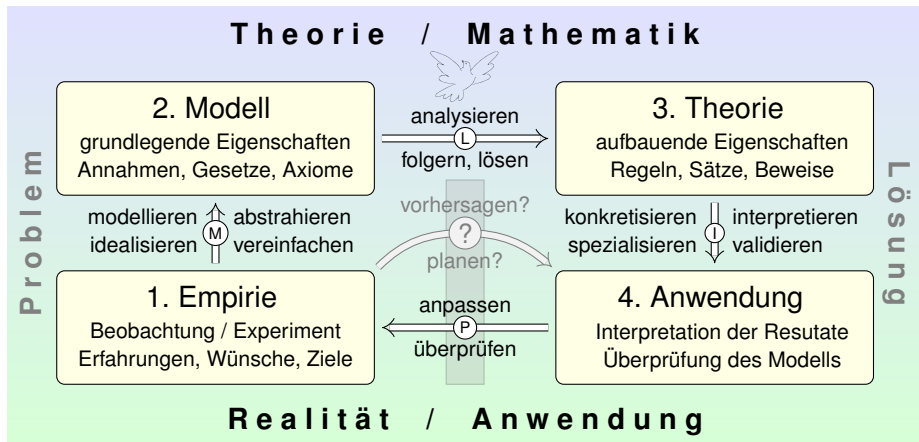 Theorie / Mathematik
2. Modell
grundlegende Eigenschaften
Annahmen, Gesetze, Axiome
analysieren
L
folgern, lösen
3. Theorie
aufbauende Eigenschaften
Regeln, Sätze, Beweise
Problem
Lösung
modellieren abstrahieren
M
idealisieren vereinfachen
vorhersagen?
?
planen?
konkretisieren interpretieren
I
spezialisieren validieren
1. Empirie
Beobachtung / Experiment
Erfahrungen, Wünsche, Ziele
anpassen
P
überprüfen
4. Anwendung
Interpretation der Resutate
Überprüfung des Modells
Realität / Anwendung